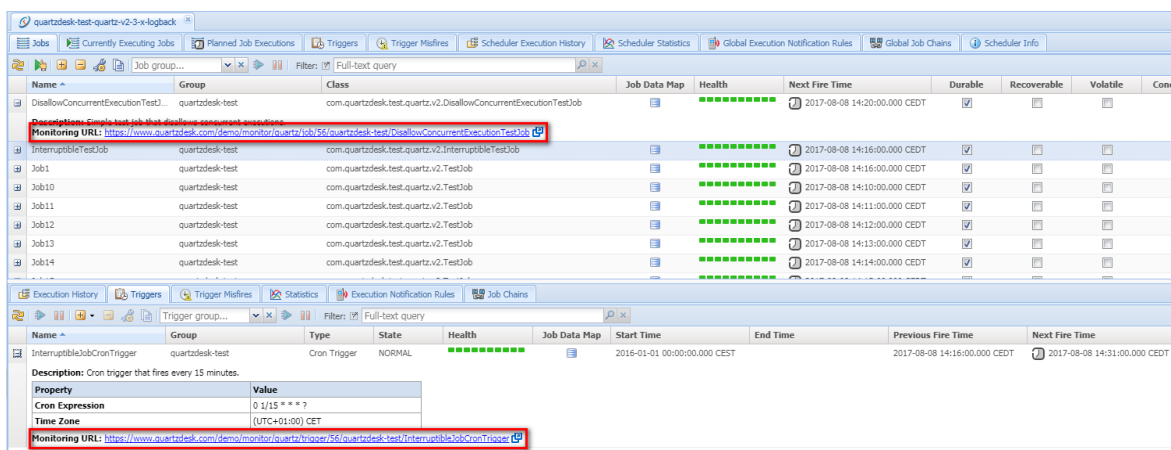 quartzdesk-test-quartz-v2-3-x-logback
Jobs Currently Executing Jobs Planned Job Executions Triggers Trigger Misfires Scheduler Execution History Scheduler Statistics Global Execution Notification Rules Global Job Chains Scheduler Info
Job group... Filter: Full-text query
Name Group Class Job Data Map Health Next Fire Time Durable Recoverable Volatile Conc
DisallowConcurrentExecutionTestJ... quartzdesk-test com.quartzdesk.test.quartz.v2.DisallowConcurrentExecutionTestJob 2017-08-08 14:20:00.000 CEDT
Description: Simple test job that disallows concurrent executions.
Monitoring URL: https://www.quartzdesk.com/demo/monitor/quartz/job/56/quartzdesk-test/DisallowConcurrentExecutionTestJob
InterruptibleTestJob quartzdesk-test com.quartzdesk.test.quartz.v2.InterruptibleTestJob 2017-08-08 14:16:00.000 CEDT
Job1 quartzdesk-test com.quartzdesk.test.quartz.v2.TestJob 2017-08-08 14:16:00.000 CEDT
Job10 quartzdesk-test com.quartzdesk.test.quartz.v2.TestJob 2017-08-08 14:10:00.000 CEDT
Job11 quartzdesk-test com.quartzdesk.test.quartz.v2.TestJob 2017-08-08 14:11:00.000 CEDT
Job12 quartzdesk-test com.quartzdesk.test.quartz.v2.TestJob 2017-08-08 14:12:00.000 CEDT
Job13 quartzdesk-test com.quartzdesk.test.quartz.v2.TestJob 2017-08-08 14:13:00.000 CEDT
Job14 quartzdesk-test com.quartzdesk.test.quartz.v2.TestJob 2017-08-08 14:14:00.000 CEDT
Execution History Triggers Trigger Misfires Statistics Execution Notification Rules Job Chains
Trigger group... Filter: Full-text query
Name Group Type State Health Job Data Map Start Time End Time Previous Fire Time Next Fire Time
InterruptibleJobCronTrigger quartzdesk-test Cron Trigger NORMAL 2016-01-01 00:00:00.000 CEST 2017-08-08 14:16:00.000 CEDT 2017-08-08 14:31:00.000 CEDT
Description: Cron trigger that fires every 15 minutes.
Property Value
Cron Expression 0 1/15 * * * ?
Time Zone (UTC+01:00) CET
Monitoring URL: https://www.quartzdesk.com/demo/monitor/quartz/trigger/56/quartzdesk-test/InterruptibleJobCronTrigger